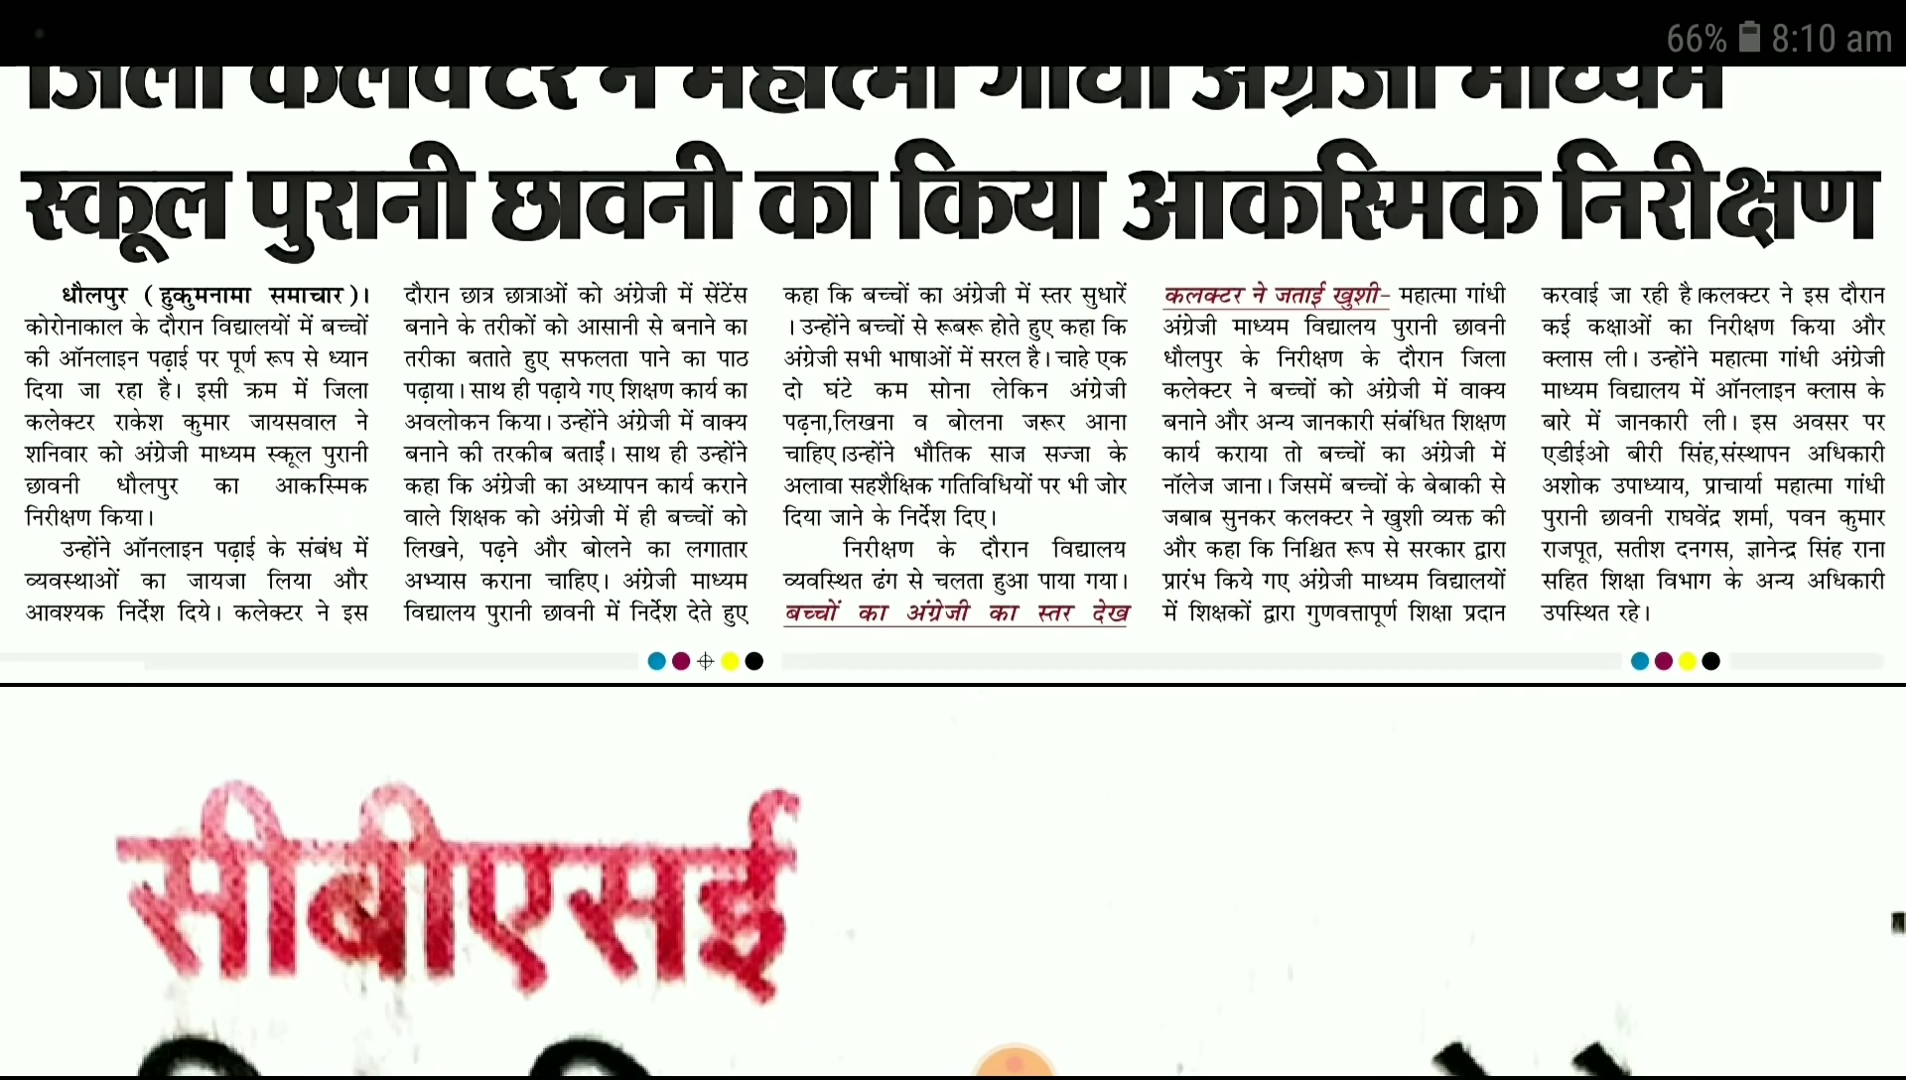 66% 8:10 am
जिला कलक्टर ने महात्मा गांधी अंग्रेजी माध्यम
स्कूल पुरानी छावनी का किया आकस्मिक निरीक्षण
धौलपुर (हुकुमनामा समाचार)।
कोरोनाकाल के दौरान विद्यालयों में बच्चों
की ऑनलाइन पढ़ाई पर पूर्ण रूप से ध्यान
दिया जा रहा है। इसी क्रम में जिला
कलेक्टर राकेश कुमार जायसवाल ने
शनिवार को अंग्रेजी माध्यम स्कूल पुरानी
छावनी धौलपुर का आकस्मिक
निरीक्षण किया।
उन्होंने ऑनलाइन पढ़ाई के संबंध में
व्यवस्थाओं का जायजा लिया और
आवश्यक निर्देश दिये। कलेक्टर ने इस
दौरान छात्र छात्राओं को अंग्रेजी में सेंटेंस
बनाने के तरीकों को आसानी से बनाने का
तरीका बताते हुए सफलता पाने का पाठ
पढ़ाया। साथ ही पढ़ाये गए शिक्षण कार्य का
अवलोकन किया। उन्होंने अंग्रेजी में वाक्य
बनाने की तरकीब बताईं। साथ ही उन्होंने
कहा कि अंग्रेजी का अध्यापन कार्य कराने
वाले शिक्षक को अंग्रेजी में ही बच्चों को
लिखने, पढ़ने और बोलने का लगातार
अभ्यास कराना चाहिए। अंग्रेजी माध्यम
विद्यालय पुरानी छावनी में निर्देश देते हुए
कहा कि बच्चों का अंग्रेजी में स्तर सुधारें
। उन्होंने बच्चों से रूबरू होते हुए कहा कि
अंग्रेजी सभी भाषाओं में सरल है। चाहे एक
दो घंटे कम सोना लेकिन अंग्रेजी
पढ़ना,लिखना व बोलना जरूर आना
चाहिए।उन्होंने भौतिक साज सज्जा के
अलावा सहशैक्षिक गतिविधियों पर भी जोर
दिया जाने के निर्देश दिए।
निरीक्षण के दौरान विद्यालय
व्यवस्थित ढंग से चलता हुआ पाया गया।
बच्चों का अंग्रेजी का स्तर देख
कलक्टर ने जताई खुशी- महात्मा गांधी
अंग्रेजी माध्यम विद्यालय पुरानी छावनी
धौलपुर के निरीक्षण के दौरान जिला
कलेक्टर ने बच्चों को अंग्रेजी में वाक्य
बनाने और अन्य जानकारी संबंधित शिक्षण
कार्य कराया तो बच्चों का अंग्रेजी में
नॉलेज जाना। जिसमें बच्चों के बेबाकी से
जबाब सुनकर कलक्टर ने खुशी व्यक्त की
और कहा कि निश्चित रूप से सरकार द्वारा
प्रारंभ किये गए अंग्रेजी माध्यम विद्यालयों
में शिक्षकों द्वारा गुणवत्तापूर्ण शिक्षा प्रदान
करवाई जा रही है।कलक्टर ने इस दौरान
कई कक्षाओं का निरीक्षण किया और
क्लास ली। उन्होंने महात्मा गांधी अंग्रेजी
माध्यम विद्यालय में ऑनलाइन क्लास के
बारे में जानकारी ली। इस अवसर पर
एडीईओ बीरी सिंह,संस्थापन अधिकारी
अशोक उपाध्याय, प्राचार्या महात्मा गांधी
पुरानी छावनी राघवेंद्र शर्मा, पवन कुमार
राजपूत, सतीश दनगस, ज्ञानेन्द्र सिंह राना
सहित शिक्षा विभाग के अन्य अधिकारी
उपस्थित रहे।
सीबीएसई